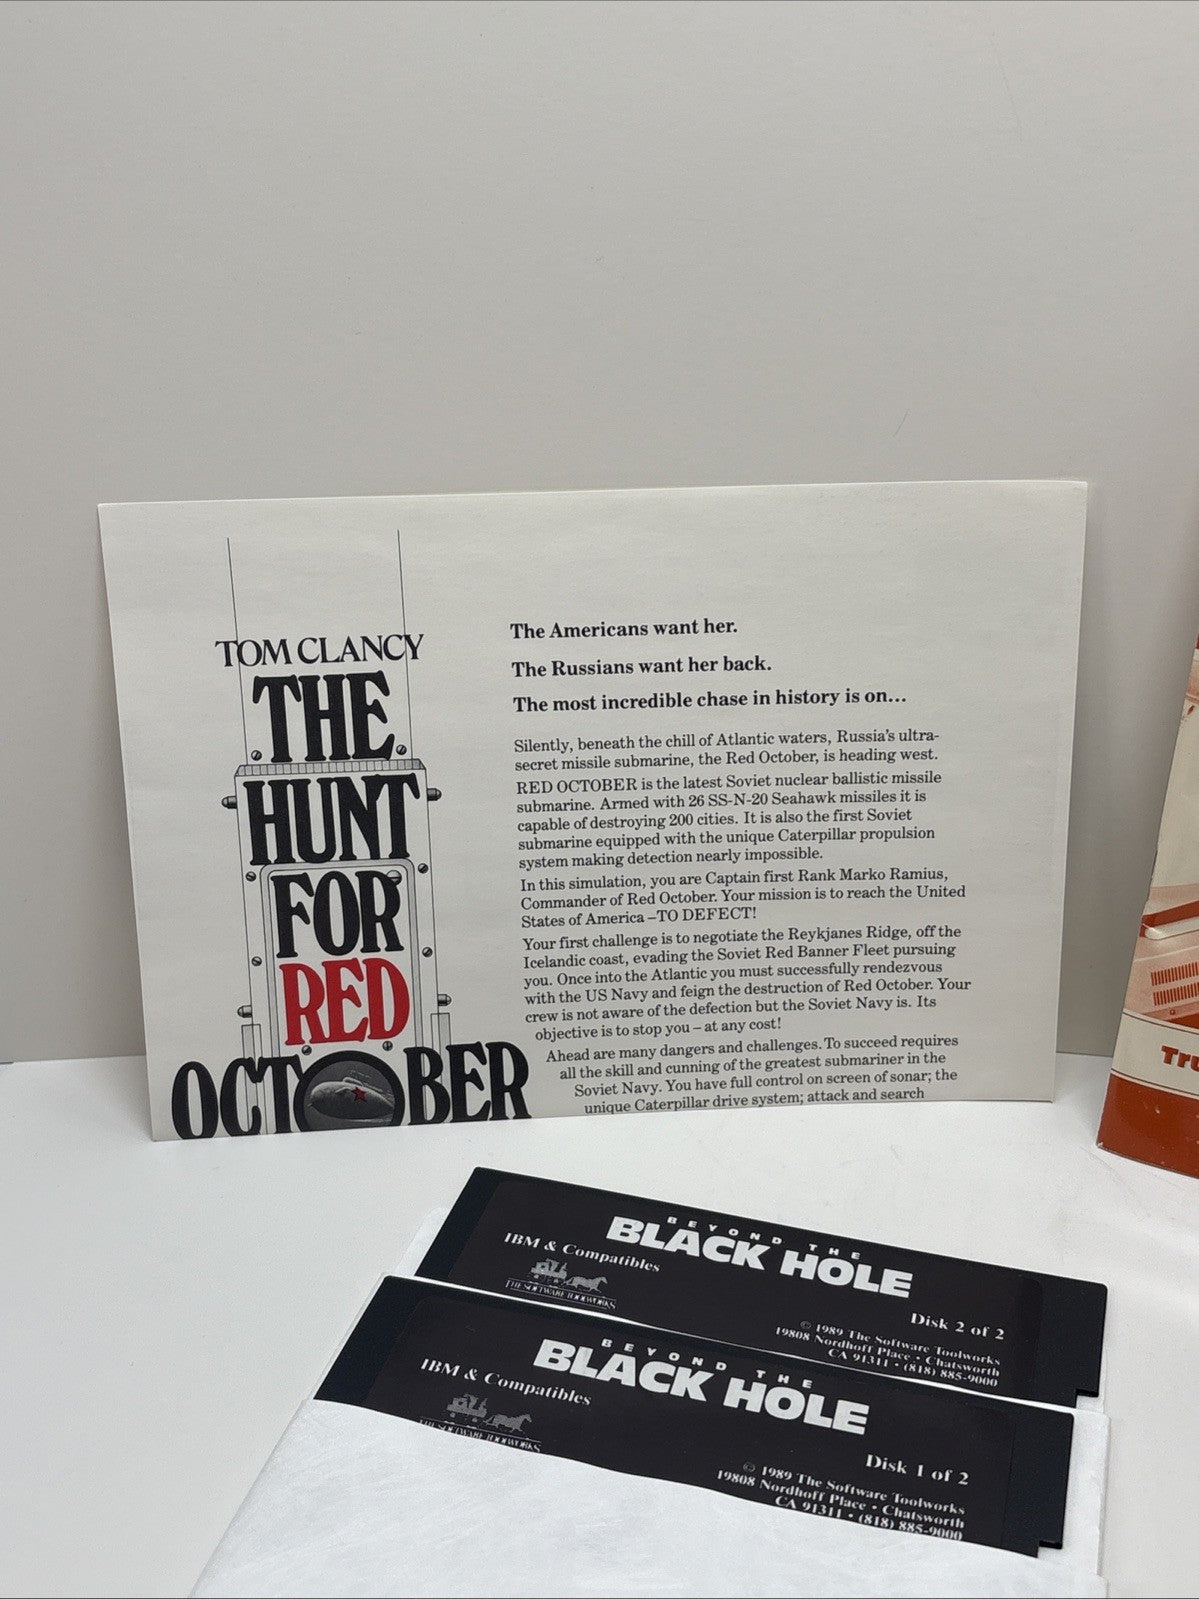 TOM CLANCY
THE
HUNT
FOR
RED
OCTOBER
The Americans want her.
The Russians want her back.
The most incredible chase in history is on...
Silently, beneath the chill of Atlantic waters, Russia's ultra-
secret missile submarine, the Red October, is heading west.
RED OCTOBER is the latest Soviet nuclear ballistic missile
submarine. Armed with 26 SS-N-20 Seahawk missiles it is
capable of destroying 200 cities. It is also the first Soviet
submarine equipped with the unique Caterpillar propulsion
system making detection nearly impossible.
In this simulation, you are Captain first Rank Marko Ramius,
Commander of Red October. Your mission is to reach the United
States of America –TO DEFECT!
Your first challenge is to negotiate the Reykjanes Ridge, off the
Icelandic coast, evading the Soviet Red Banner Fleet pursuing
you. Once into the Atlantic you must successfully rendezvous
with the US Navy and feign the destruction of Red October. Your
crew is not aware of the defection but the Soviet Navy is. Its
objective is to stop you – at any cost!
Ahead are many dangers and challenges. To succeed requires
all the skill and cunning of the greatest submariner in the
Soviet Navy. You have full control on screen of sonar; the
unique Caterpillar drive system; attack and search
Tru
BEYOND THE
BLACK HOLE
IBM & Compatibles
THE SOFTWARE TOOLWORKS
Disk 2 of 2
© 1989 The Software Toolworks
19808 Nordhoff Place • Chatsworth
CA 91311 • (818) 885-9000
BEYOND THE
BLACK HOLE
IBM & Compatibles
THE SOFTWARE TOOLWORKS
Disk 1 of 2
© 1989 The Software Toolworks
19808 Nordhoff Place • Chatsworth
CA 91311 • (818) 885-9000